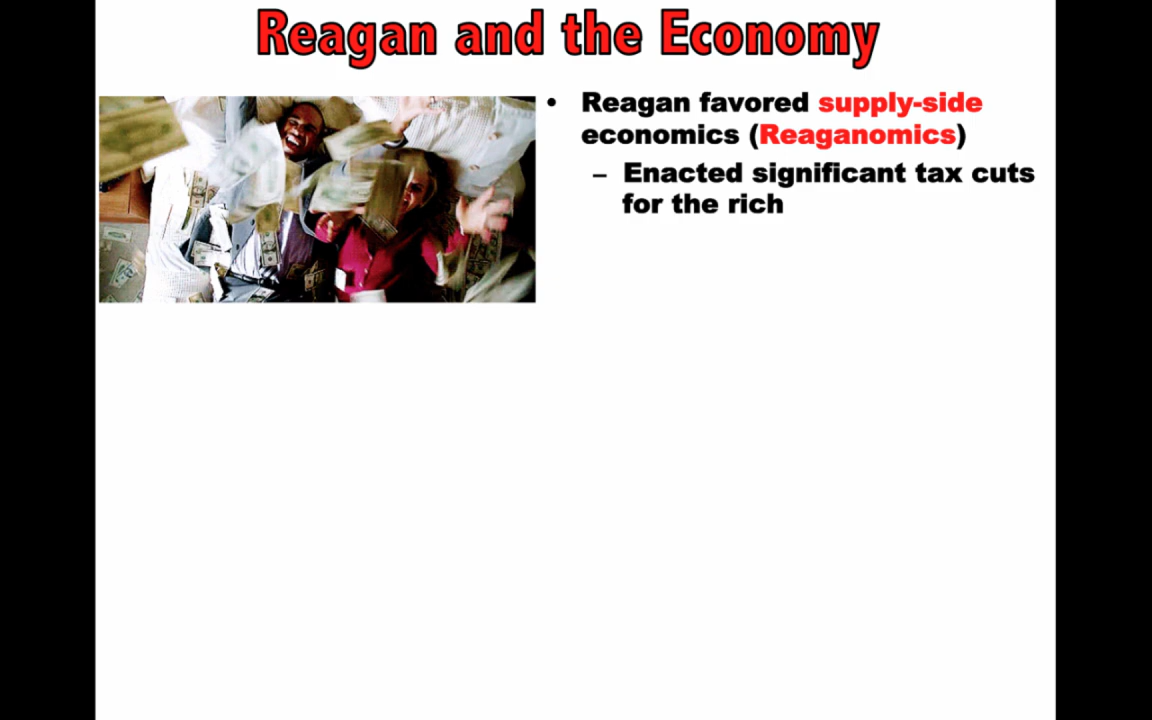 Reagan and the Economy
• Reagan favored supply-side
economics (Reaganomics)
– Enacted significant tax cuts
for the rich